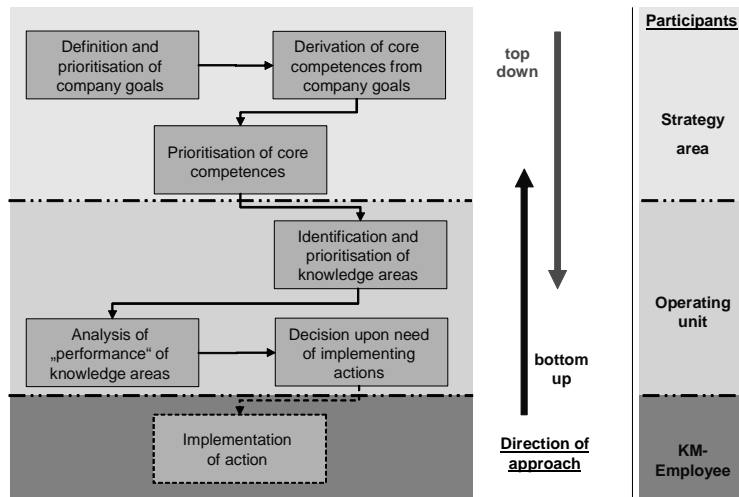 Definition and
prioritisation of
company goals
Derivation of core
competences from
company goals
Prioritisation of core
competences
Identification and
prioritisation of
knowledge areas
Analysis of
„performance“ of
knowledge areas
Decision upon need
of implementing
actions
Implementation
of action
top
down
bottom
up
Direction of
approach
Participants
Strategy
area
Operating
unit
KM-
Employee